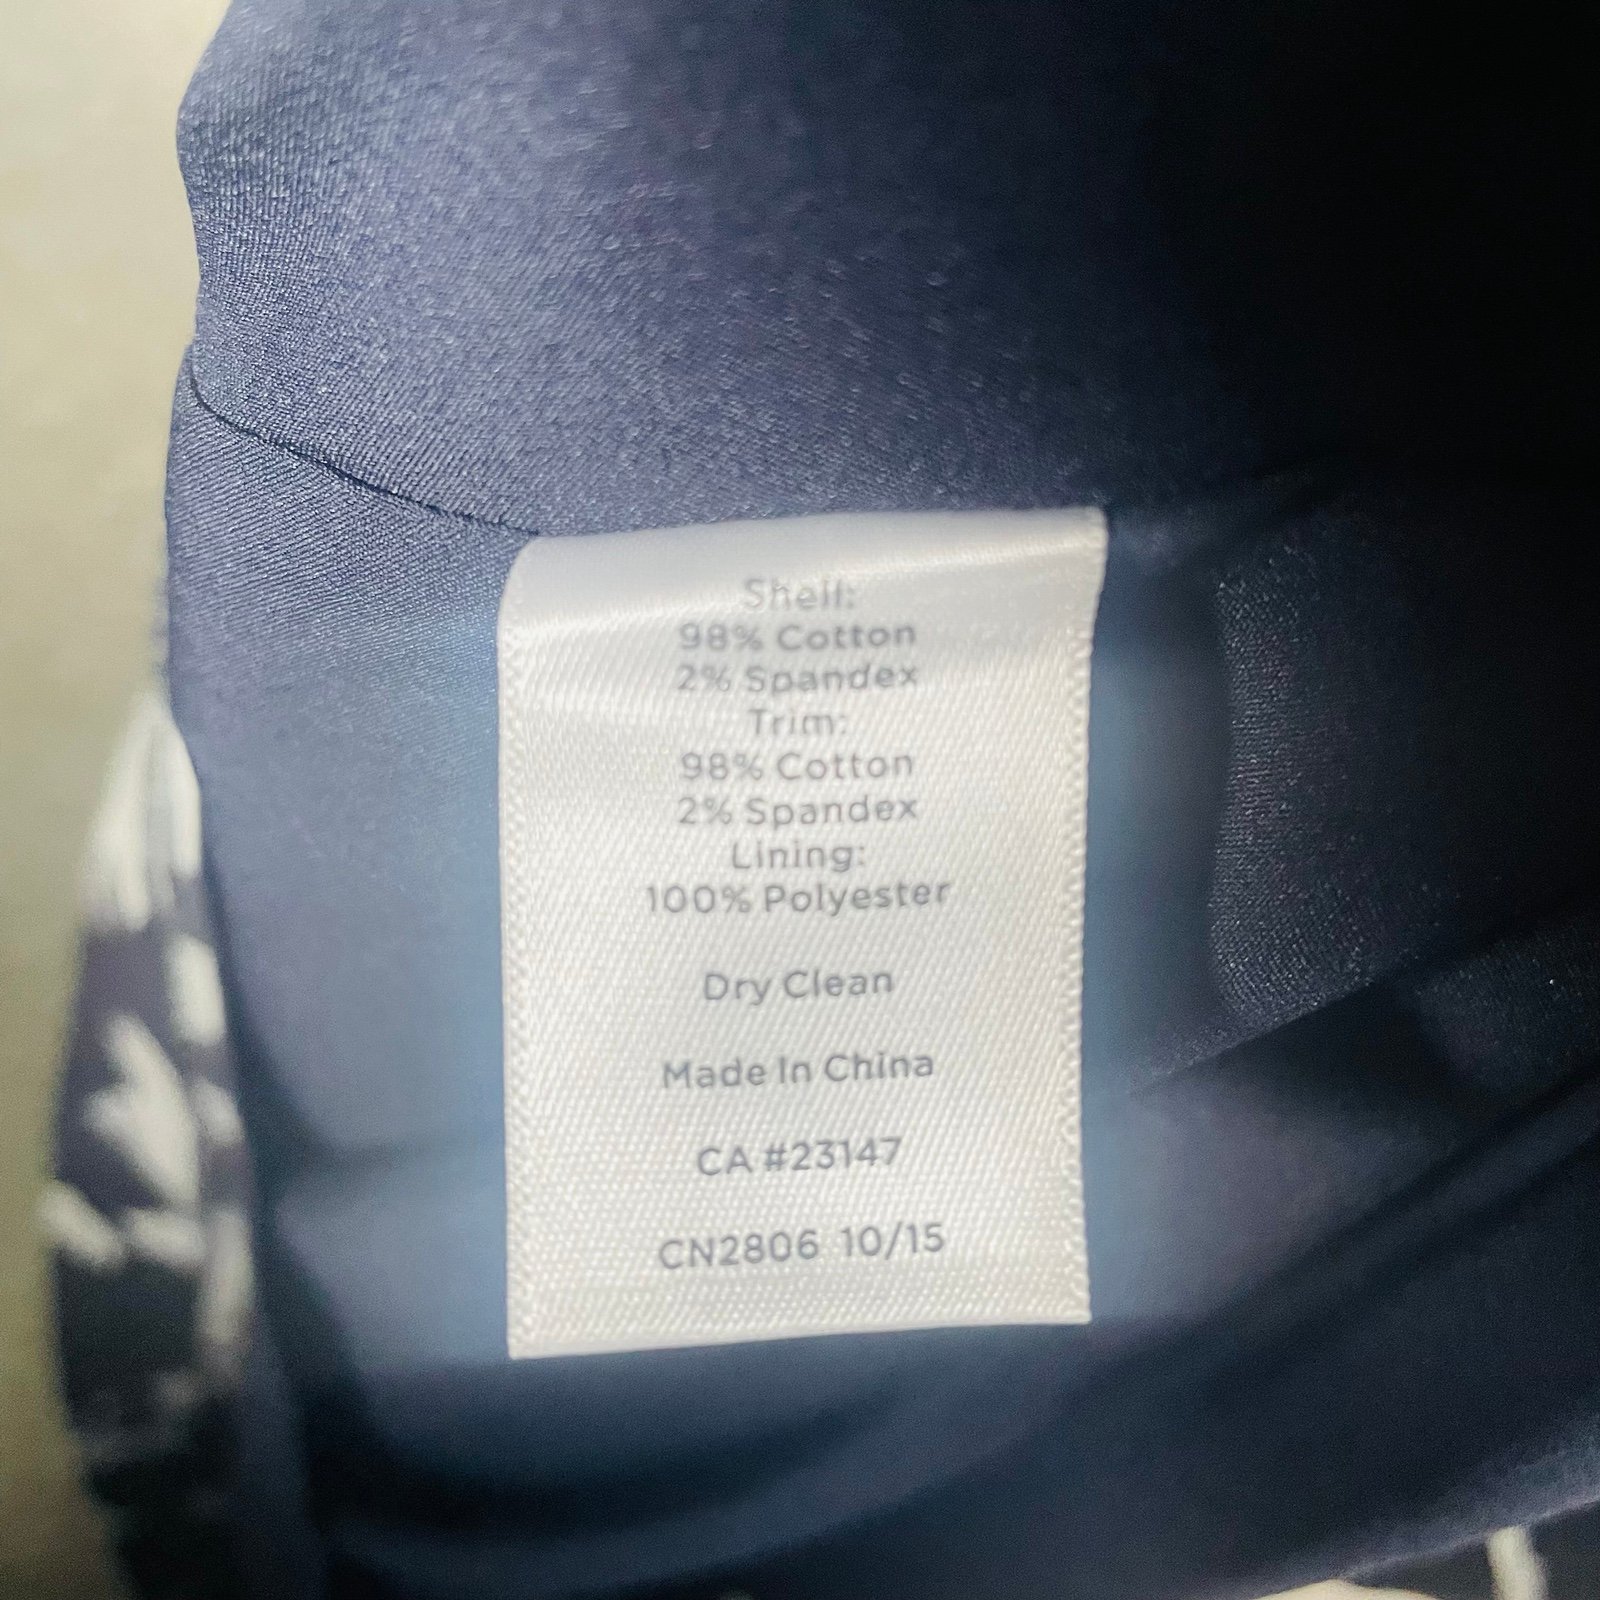 Shell:
98% Cotton
2% Spandex
Trim:
98% Cotton
2% Spandex
Lining:
100% Polyester
Dry Clean
Made In China
CA #23147
CN2806 10/15